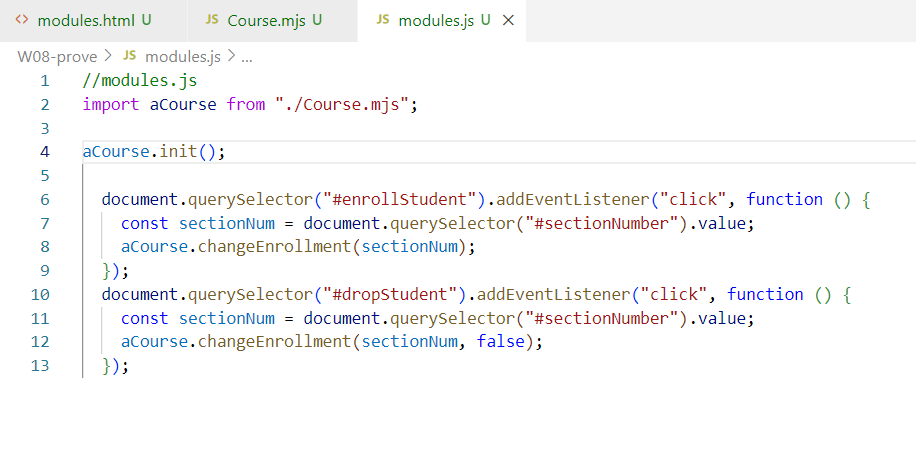 <> modules.html U JS Course.mjs U JS modules.js U ×
W08-prove > JS modules.js > ...
1 //modules.js
2 import aCourse from "./Course.mjs";
3
4 aCourse.init();
5
6 document.querySelector("#enrollStudent").addEventListener("click", function () {
7 const sectionNum = document.querySelector("#sectionNumber").value;
8 aCourse.changeEnrollment(sectionNum);
9 });
10 document.querySelector("#dropStudent").addEventListener("click", function () {
11 const sectionNum = document.querySelector("#sectionNumber").value;
12 aCourse.changeEnrollment(sectionNum, false);
13 });